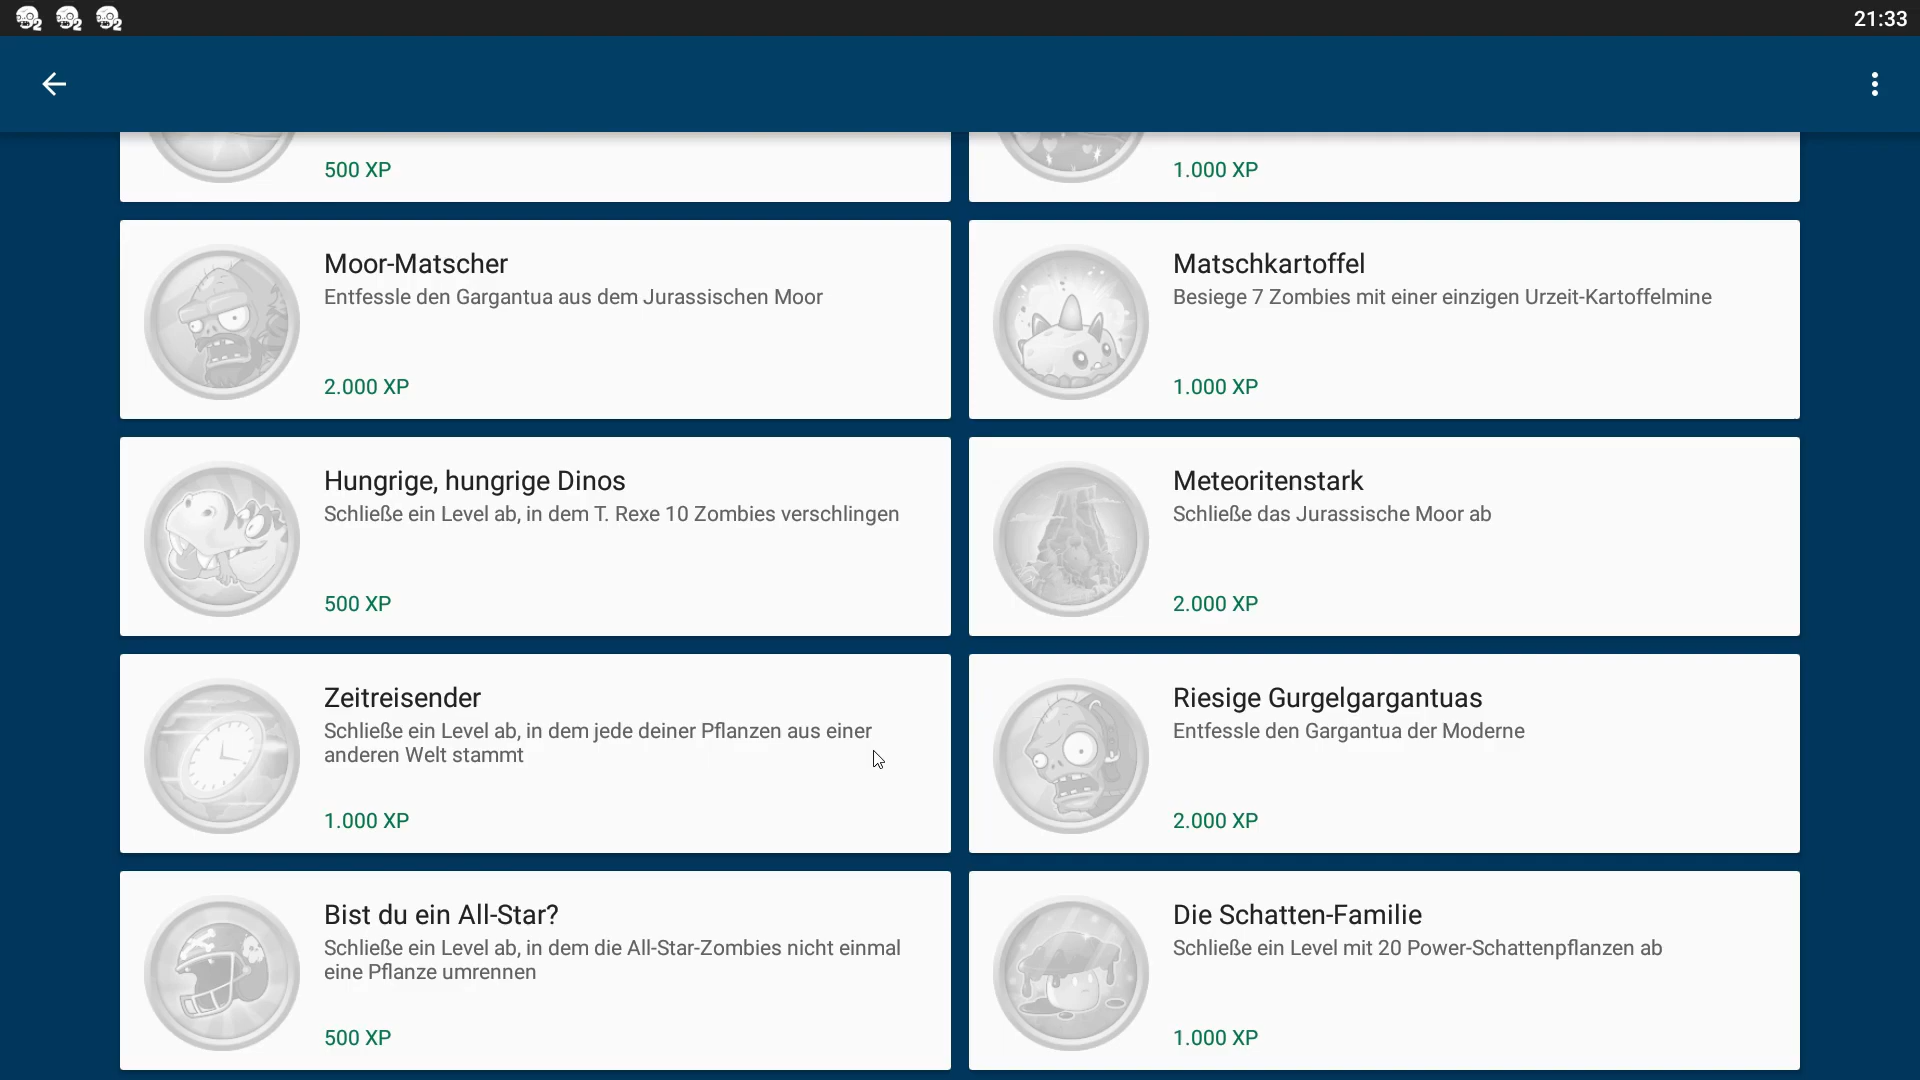 21:33
500 XP
1.000 XP
Moor-Matscher
Entfessle den Gargantua aus dem Jurassischen Moor
2.000 XP
Matschkartoffel
Besiege 7 Zombies mit einer einzigen Urzeit-Kartoffelmine
1.000 XP
Hungrige, hungrige Dinos
Schließe ein Level ab, in dem T. Rexe 10 Zombies verschlingen
500 XP
Meteoritenstark
Schließe das Jurassische Moor ab
2.000 XP
Zeitreisender
Schließe ein Level ab, in dem jede deiner Pflanzen aus einer
anderen Welt stammt
1.000 XP
Riesige Gurgelgargantuas
Entfessle den Gargantua der Moderne
2.000 XP
Bist du ein All-Star?
Schließe ein Level ab, in dem die All-Star-Zombies nicht einmal
eine Pflanze umrennen
500 XP
Die Schatten-Familie
Schließe ein Level mit 20 Power-Schattenpflanzen ab
1.000 XP